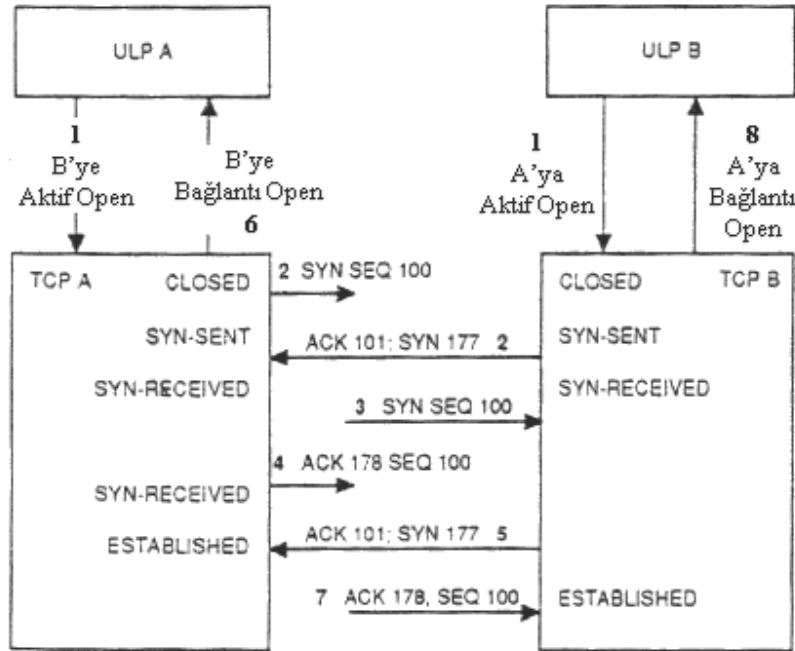 ULP A
ULP B
1
B'ye
Aktif Open
B'ye
Bağlantı Open
6
1
A'ya
Aktif Open
8
A'ya
Bağlantı
Open
TCP A
CLOSED
2 SYN SEQ 100
CLOSED
TCP B
SYN-SENT
ACK 101; SYN 177 2
SYN-SENT
SYN-RECEIVED
SYN-RECEIVED
3 SYN SEQ 100
4 ACK 178 SEQ 100
SYN-RECEIVED
ESTABLISHED
ACK 101; SYN 177 5
7 ACK 178, SEQ 100
ESTABLISHED